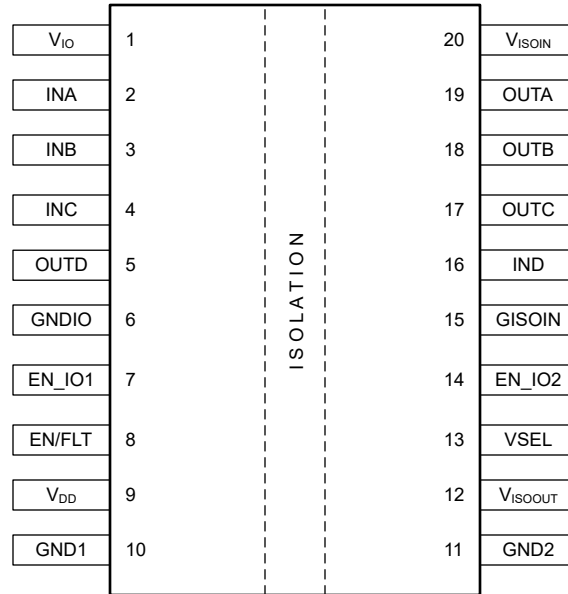 V_IO 1 20 V_ISOIN
INA 2 19 OUTA
INB 3 18 OUTB
INC 4 17 OUTC
OUTD 5 16 IND
GNDIO 6 15 GISOIN
EN_IO1 7 14 EN_IO2
EN/FLT 8 13 VSEL
V_DD 9 12 V_ISOOUT
GND1 10 11 GND2
ISOLATION